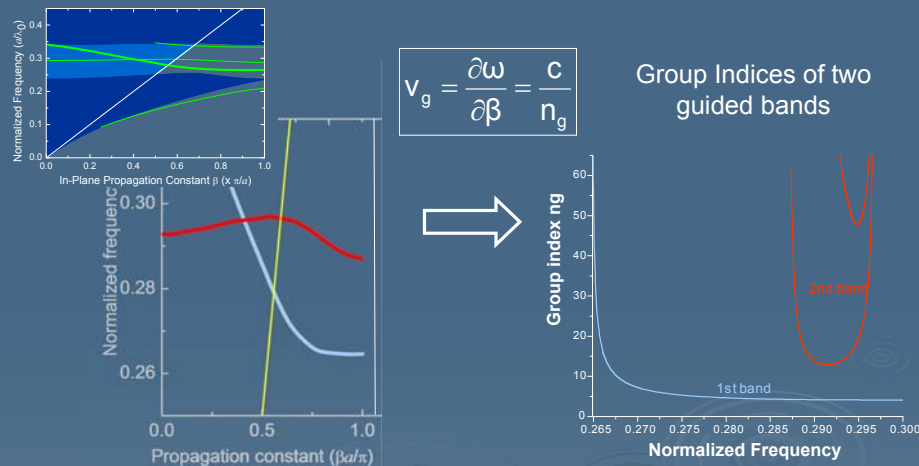 Normalized Frequency (a/λ0)
0.4
0.3
0.2
0.1
0.0
0.0 0.2 0.4 0.6 0.8 1.0
In-Plane Propagation Constant β (x π/a)
vg = ∂ω/∂β = c/ng
Group Indices of two
guided bands
Normalized frequenc
0.30
0.28
0.26
0.0 0.5 1.0
Propagation constant (βa/π)
Group index ng
60
50
40
30
20
10
0
2nd band
1st band
0.265 0.270 0.275 0.280 0.285 0.290 0.295 0.300
Normalized Frequency